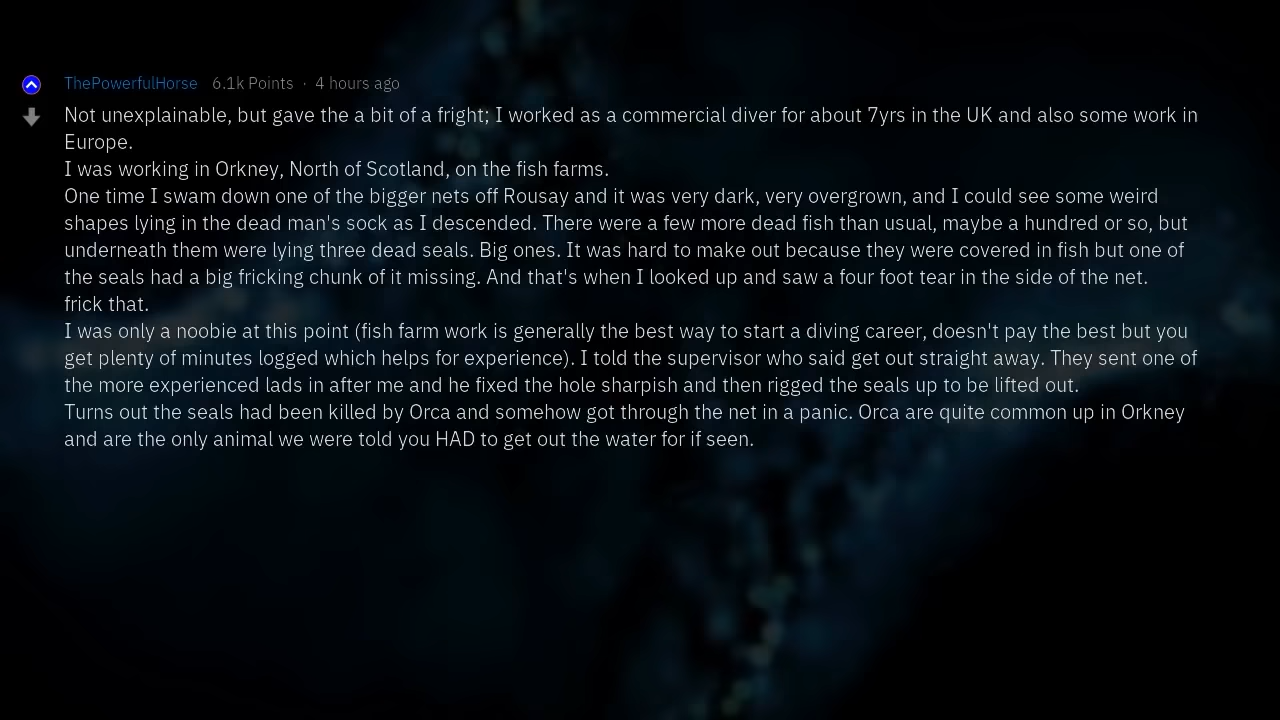 ThePowerfulHorse 6.1k Points · 4 hours ago
Not unexplainable, but gave the a bit of a fright; I worked as a commercial diver for about 7yrs in the UK and also some work in
Europe.
I was working in Orkney, North of Scotland, on the fish farms.
One time I swam down one of the bigger nets off Rousay and it was very dark, very overgrown, and I could see some weird
shapes lying in the dead man's sock as I descended. There were a few more dead fish than usual, maybe a hundred or so, but
underneath them were lying three dead seals. Big ones. It was hard to make out because they were covered in fish but one of
the seals had a big fricking chunk of it missing. And that's when I looked up and saw a four foot tear in the side of the net.
frick that.
I was only a noobie at this point (fish farm work is generally the best way to start a diving career, doesn't pay the best but you
get plenty of minutes logged which helps for experience). I told the supervisor who said get out straight away. They sent one of
the more experienced lads in after me and he fixed the hole sharpish and then rigged the seals up to be lifted out.
Turns out the seals had been killed by Orca and somehow got through the net in a panic. Orca are quite common up in Orkney
and are the only animal we were told you HAD to get out the water for if seen.